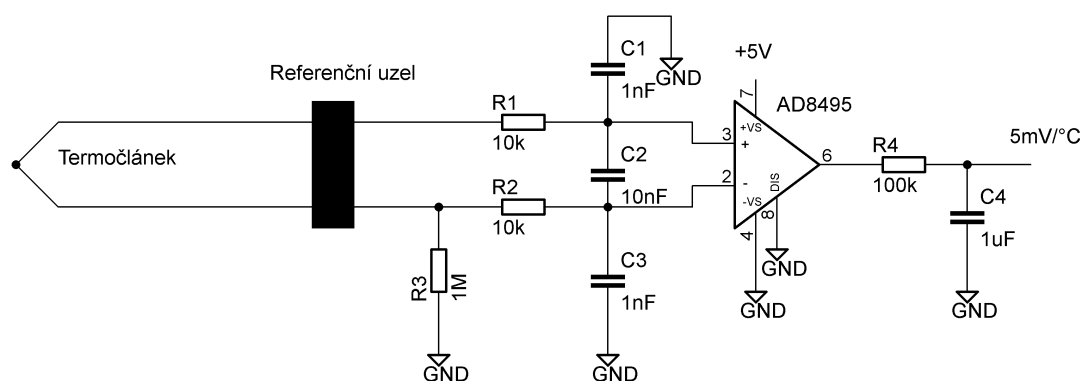 C1
GND
1nF
+5V
Referenční uzel
AD8495
R1
10k
7
+VS
3
+
Termočlánek
C2
10nF
6
R4
100k
5mV/°C
R2
10k
2
-
-VS
DIS
4
8
C4
1uF
R3
1M
C3
1nF
GND
GND
GND
GND
GND